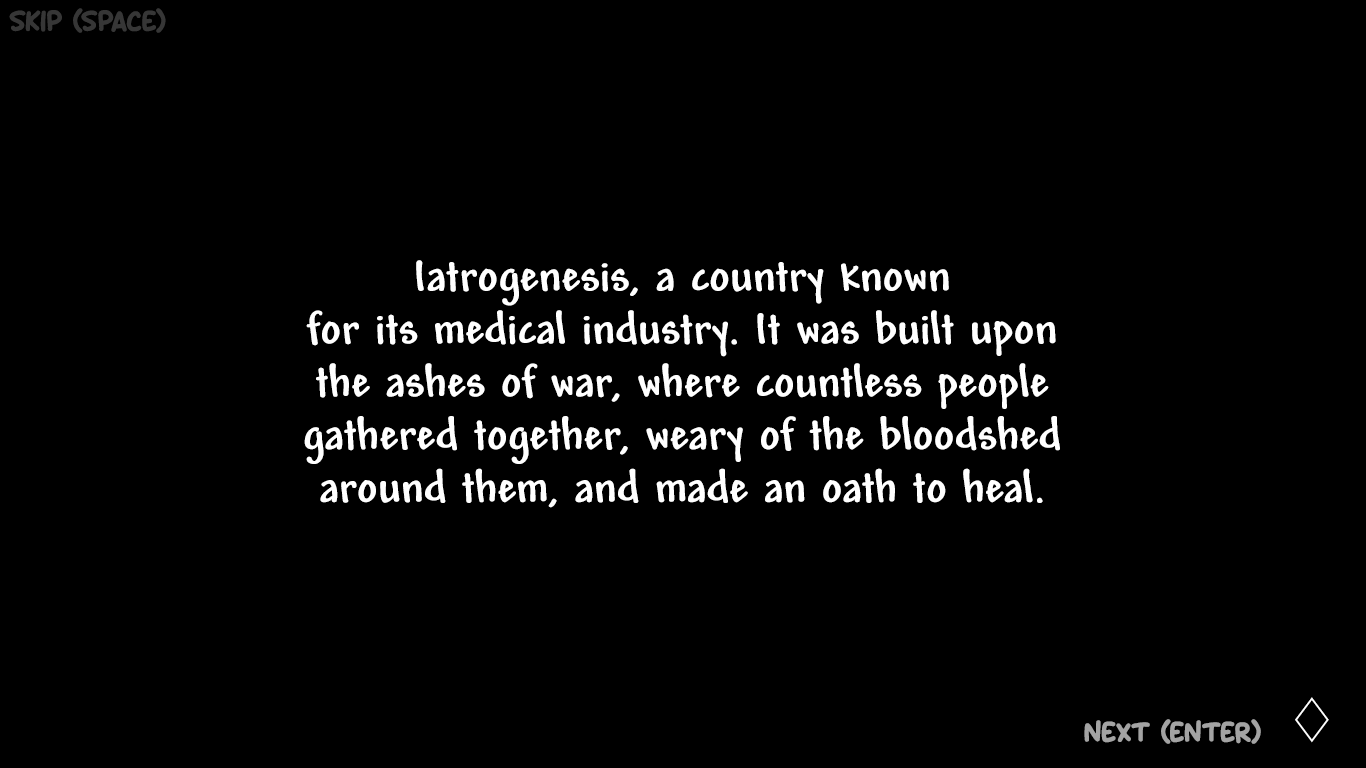 SKIP (SPACE)
Iatrogenesis, a country known
for its medical industry. It was built upon
the ashes of war, where countless people
gathered together, weary of the bloodshed
around them, and made an oath to heal.
NEXT (ENTER)